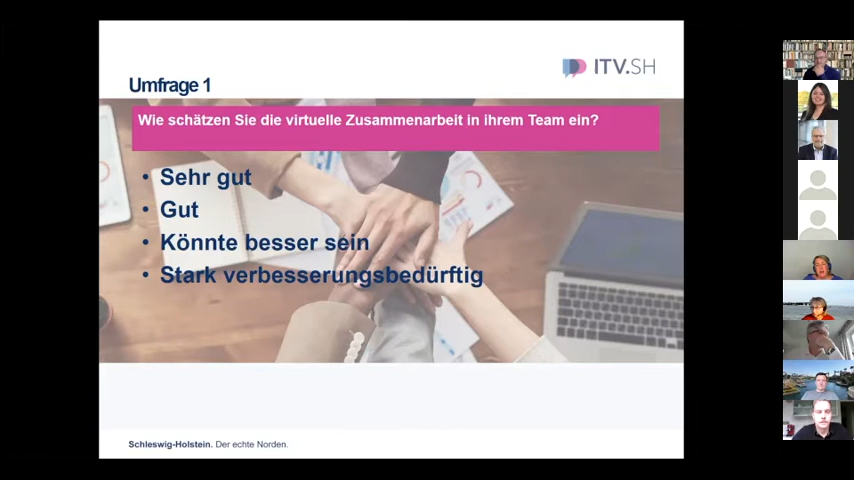 ITV.SH
Umfrage 1
Wie schätzen Sie die virtuelle Zusammenarbeit in ihrem Team ein?
• Sehr gut
• Gut
• Könnte besser sein
• Stark verbesserungsbedürftig
Schleswig-Holstein. Der echte Norden.